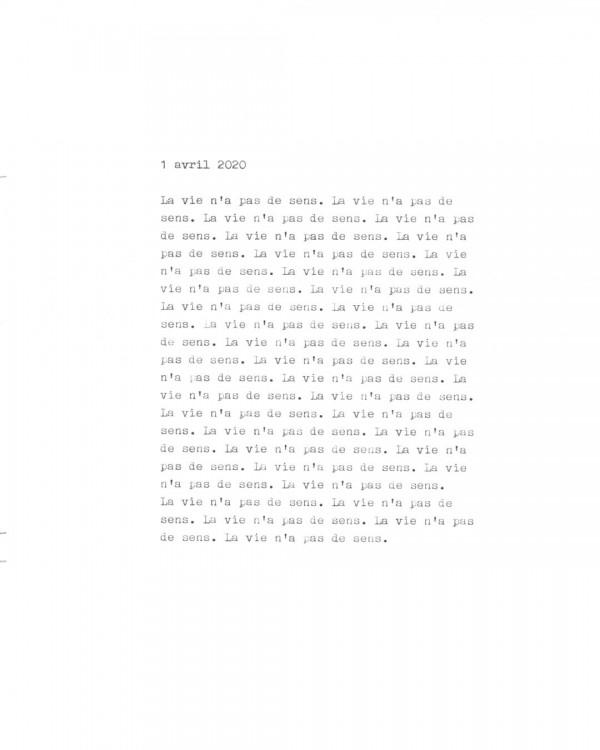 1 avril 2020
La vie n'a pas de sens. La vie n'a pas de
sens. La vie n'a pas de sens. La vie n'a pas
de sens. La vie n'a pas de sens. La vie n'a
pas de sens. La vie n'a pas de sens. La vie
n'a pas de sens. La vie n'a pas de sens. La
vie n'a pas de sens. La vie n'a pas de sens.
La vie n'a pas de sens. La vie n'a pas de
sens. La vie n'a pas de sens. La vie n'a pas
de sens. La vie n'a pas de sens. La vie n'a
pas de sens. La vie n'a pas de sens. La vie
n'a pas de sens. La vie n'a pas de sens. La
vie n'a pas de sens. La vie n'a pas de sens.
La vie n'a pas de sens. La vie n'a pas de
sens. La vie n'a pas de sens. La vie n'a pas
de sens. La vie n'a pas de sens. La vie n'a
pas de sens. La vie n'a pas de sens. La vie
n'a pas de sens. La vie n'a pas de sens.
La vie n'a pas de sens. La vie n'a pas de
sens. La vie n'a pas de sens. La vie n'a pas
de sens. La vie n'a pas de sens.